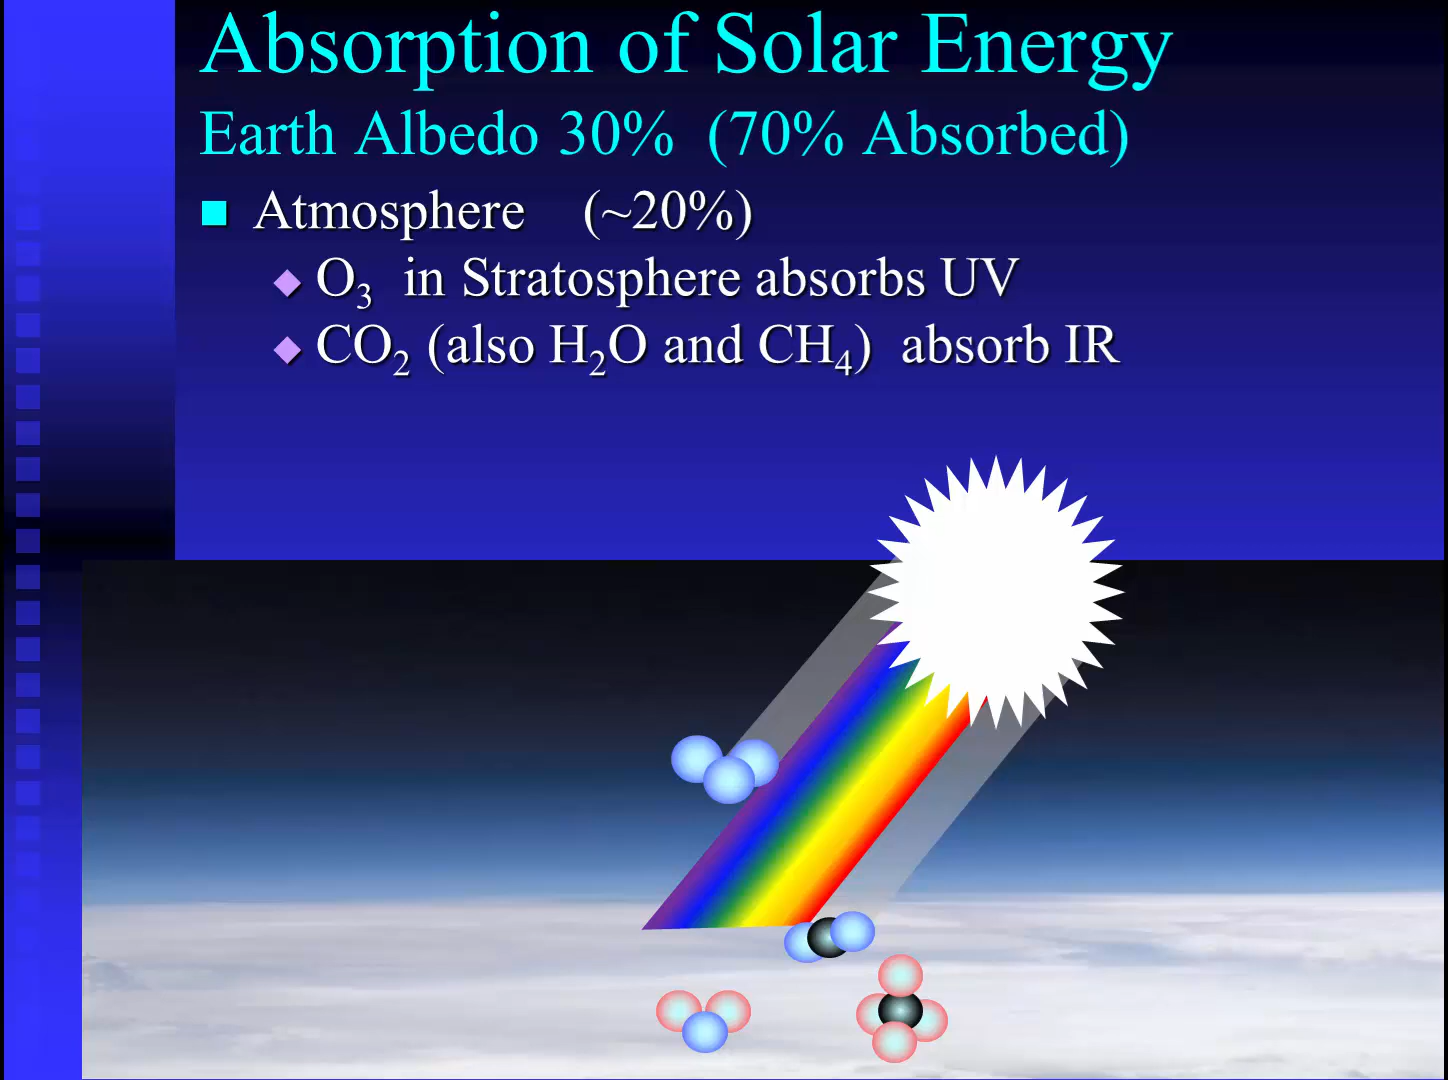 Absorption of Solar Energy
Earth Albedo 30% (70% Absorbed)
Atmosphere (~20%)
O₃ in Stratosphere absorbs UV
CO₂ (also H₂O and CH₄) absorb IR